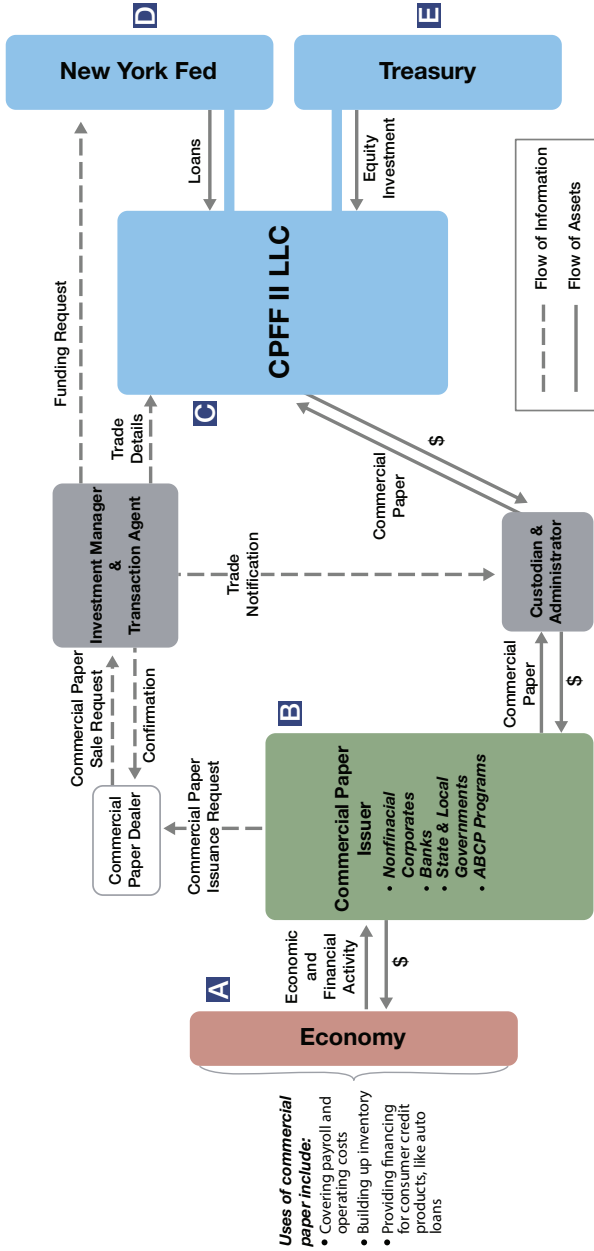 Uses of commercial
paper include:
• Covering payroll and
operating costs
• Building up inventory
• Providing financing
for consumer credit
products, like auto
loans
A
Economy
Economic
and
Financial
Activity
$
B
Commercial Paper
Issuer
• Nonfinacial
Corporates
• Banks
• State & Local
Governments
• ABCP Programs
Commercial Paper
Issuance Request
Commercial
Paper Dealer
Commercial Paper
Sale Request
Confirmation
Investment Manager
&
Transaction Agent
Funding Request
Trade
Details
Trade
Notification
Commercial
Paper
$
Custodian &
Administrator
Commercial
Paper
$
C
CPFF II LLC
Loans
Equity
Investment
D
New York Fed
E
Treasury
Flow of Information
Flow of Assets